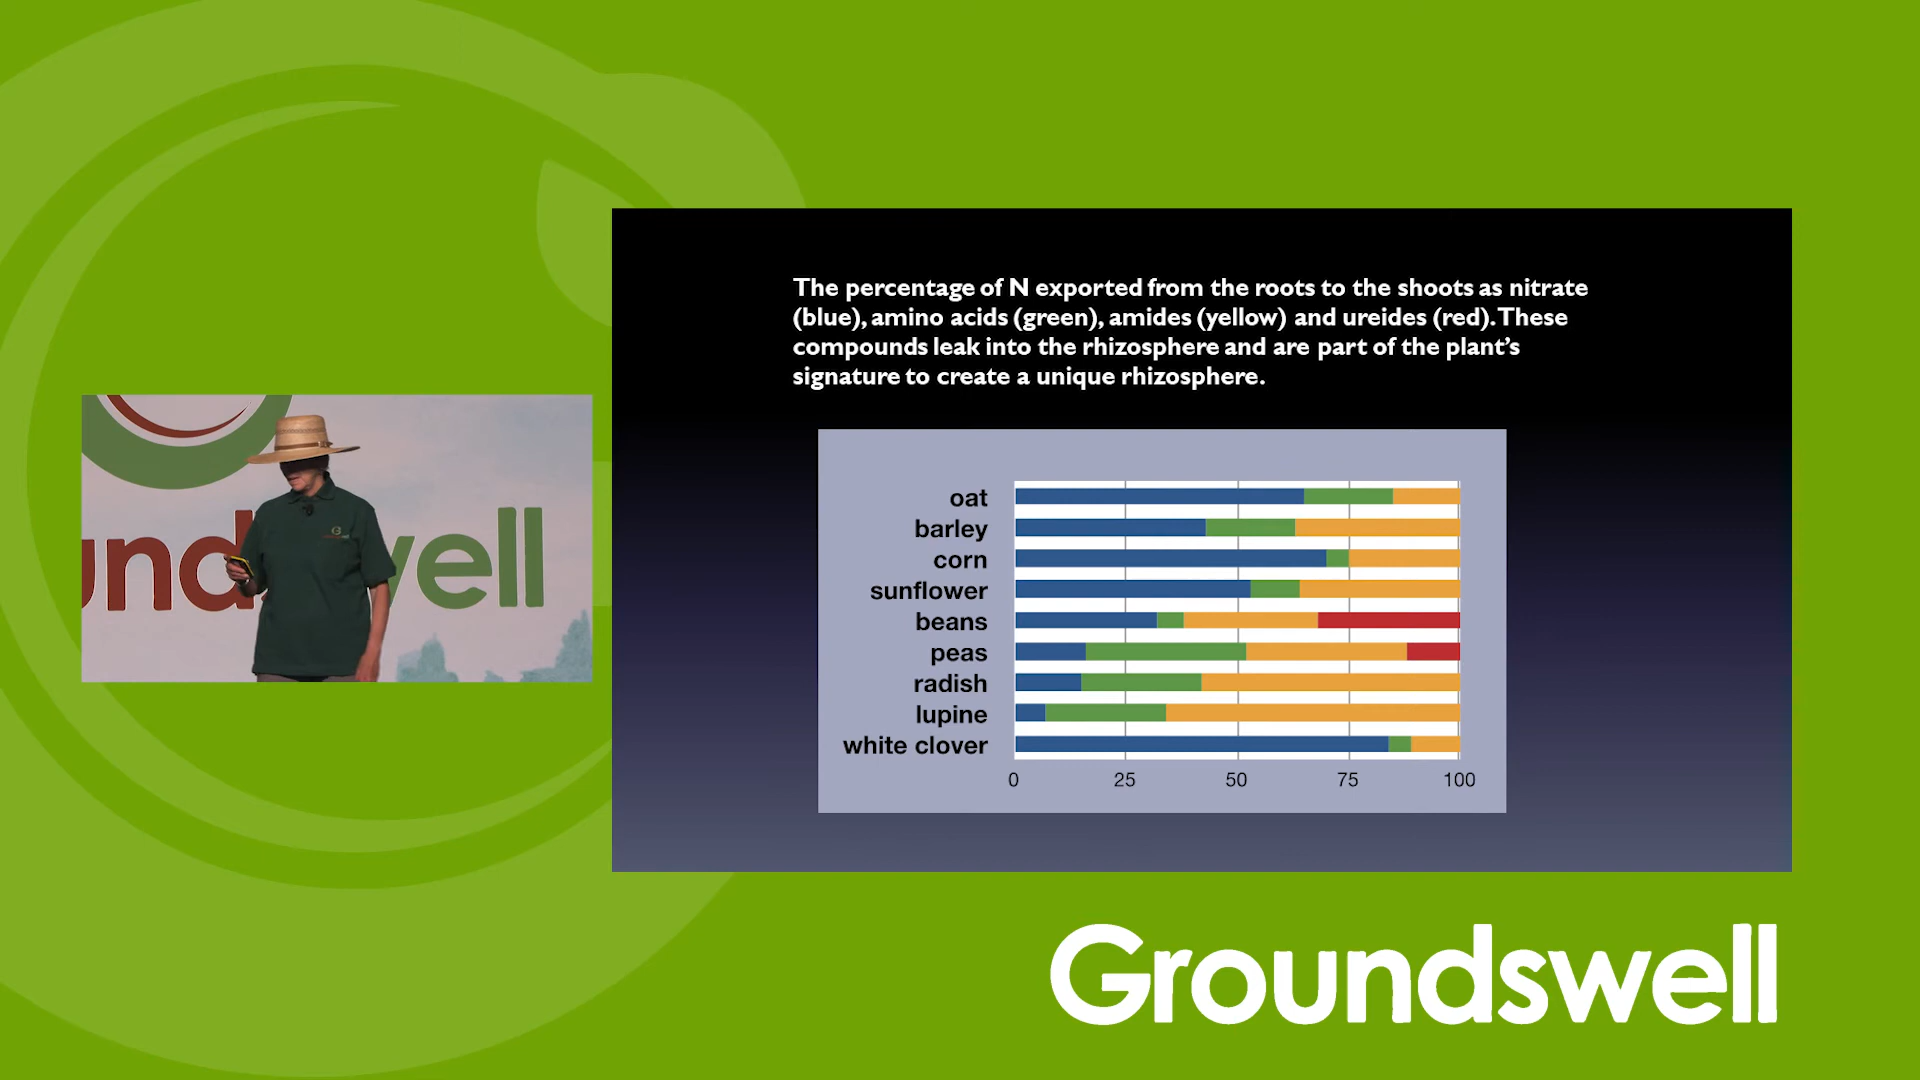 The percentage of N exported from the roots to the shoots as nitrate
(blue), amino acids (green), amides (yellow) and ureides (red). These
compounds leak into the rhizosphere and are part of the plant's
signature to create a unique rhizosphere.
oat
barley
corn
sunflower
beans
peas
radish
lupine
white clover
0 25 50 75 100
und well
Groundswell